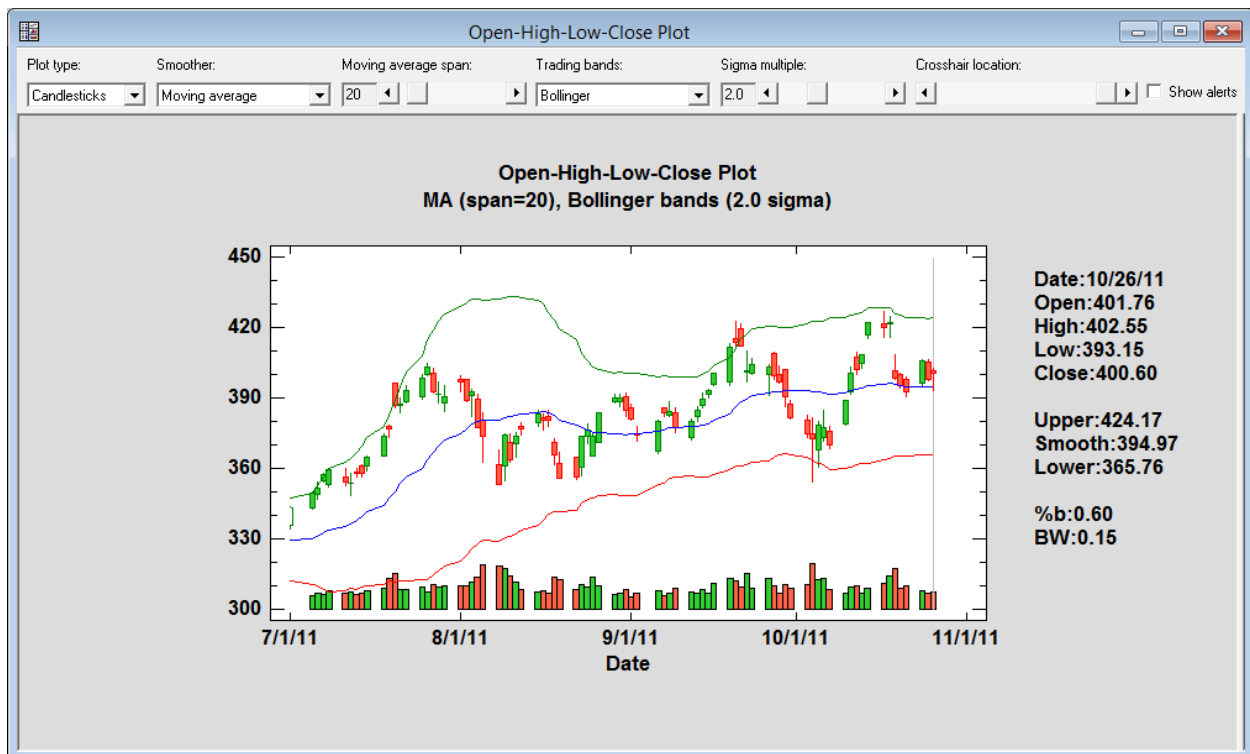 Open-High-Low-Close Plot
Plot type: Smoother: Moving average span: Trading bands: Sigma multiple: Crosshair location:
Candlesticks Moving average 20 Bollinger 2.0 Show alerts
Open-High-Low-Close Plot
MA (span=20), Bollinger bands (2.0 sigma)
450
420
390
360
330
300
7/1/11 8/1/11 9/1/11 10/1/11 11/1/11
Date
Date:10/26/11
Open:401.76
High:402.55
Low:393.15
Close:400.60
Upper:424.17
Smooth:394.97
Lower:365.76
%b:0.60
BW:0.15